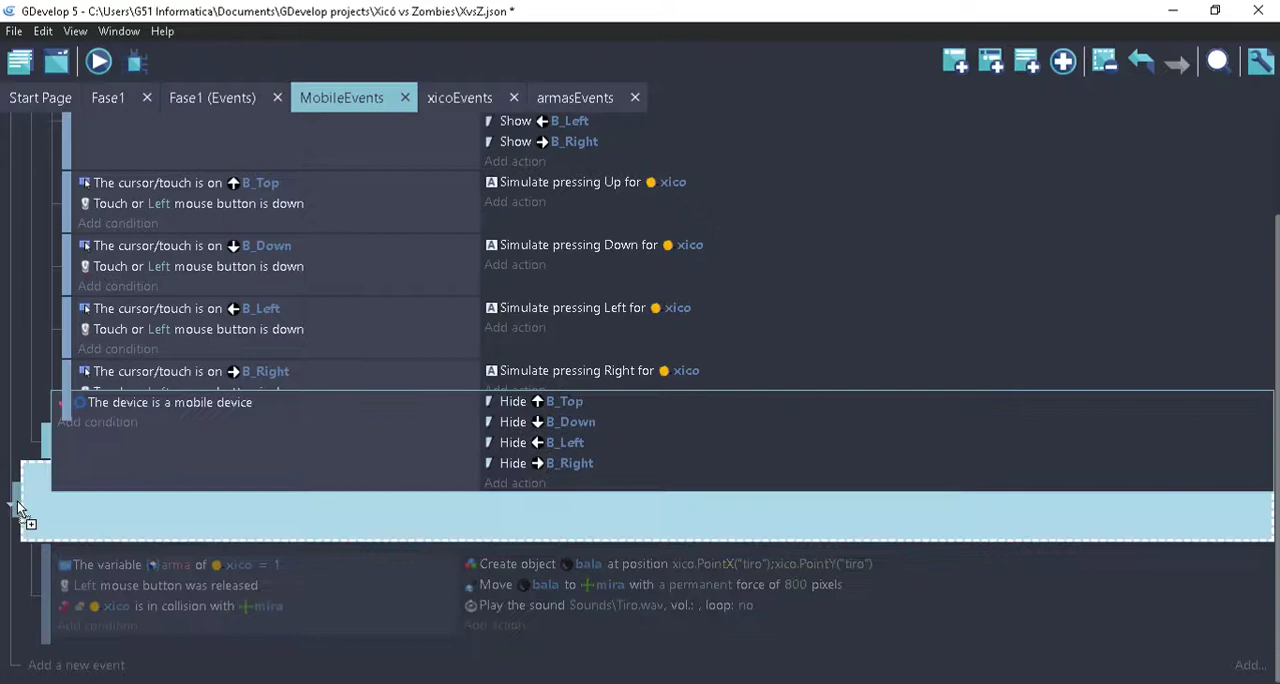 GDevelop 5 - C:\Users\G51 Informatica\Documents\GDevelop projects\Xicó vs Zombies\XvsZ.json *
File Edit View Window Help
Start Page Fase1 Fase1 (Events) MobileEvents xicoEvents armasEvents
Show B_Left
Show B_Right
Add action
The cursor/touch is on B_Top
Simulate pressing Up for xico
Touch or Left mouse button is down
Add action
Add condition
The cursor/touch is on B_Down
Simulate pressing Down for xico
Touch or Left mouse button is down
Add action
Add condition
The cursor/touch is on B_Left
Simulate pressing Left for xico
Touch or Left mouse button is down
Add action
Add condition
The cursor/touch is on B_Right
Simulate pressing Right for xico
The device is a mobile device
Hide B_Top
Add condition
Hide B_Down
Hide B_Left
Hide B_Right
Add action
The variable arma of xico = 1
Create object bala at position xico.PointX("tiro");xico.PointY("tiro")
Left mouse button was released
Move bala to mira with a permanent force of 800 pixels
xico is in collision with mira
Play the sound Sounds\Tiro.wav, vol.: , loop: no
Add condition
Add action
Add a new event
Add...